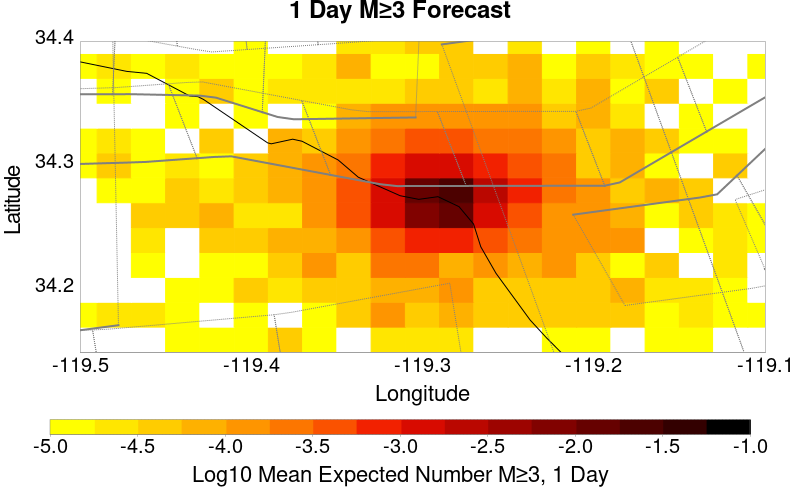 1 Day M≥3 Forecast
34.4
34.3
34.2
Latitude
-119.5 -119.4 -119.3 -119.2 -119.1
Longitude
-5.0 -4.5 -4.0 -3.5 -3.0 -2.5 -2.0 -1.5 -1.0
Log10 Mean Expected Number M≥3, 1 Day